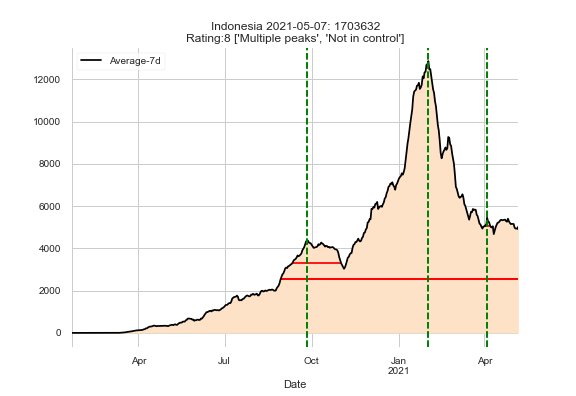 Indonesia 2021-05-07: 1703632
Rating:8 ['Multiple peaks', 'Not in control']
Average-7d
12000
10000
8000
6000
4000
2000
0
Apr Jul Oct Jan Apr
2021
Date